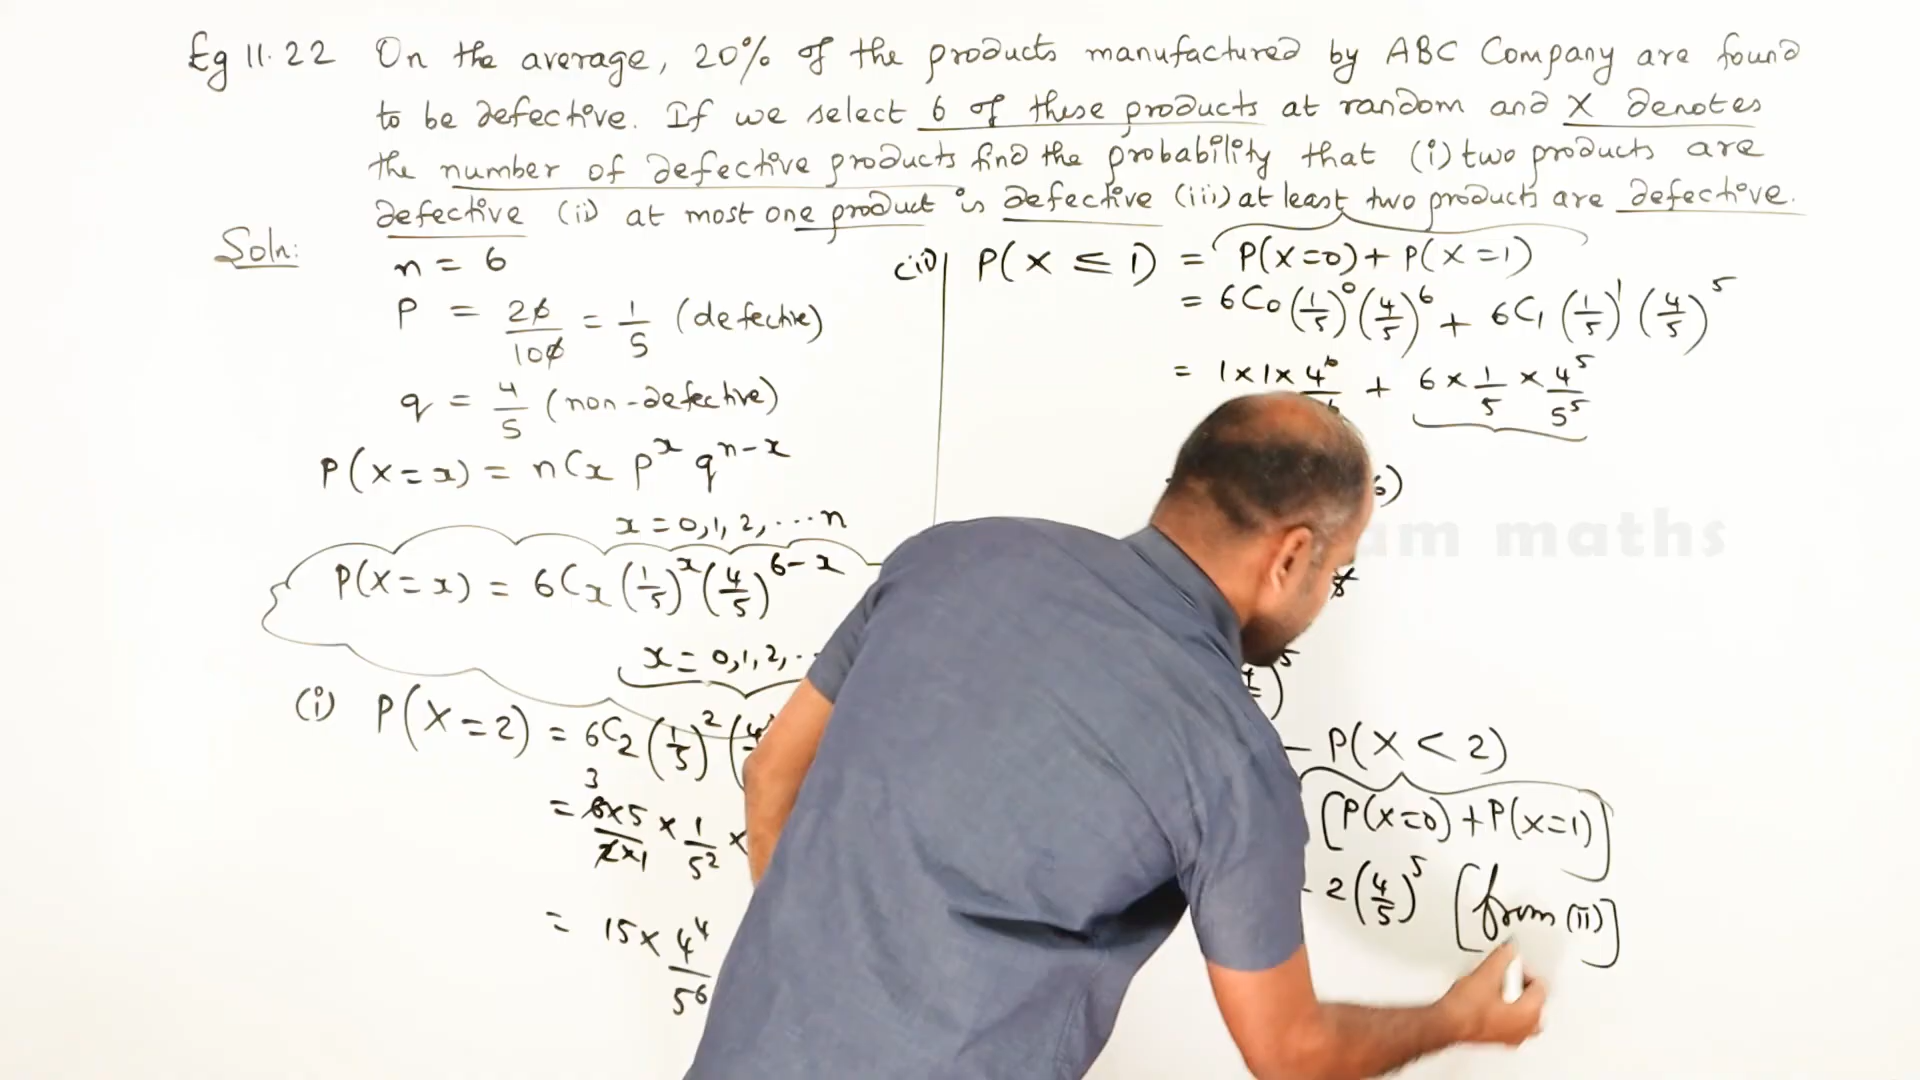 Eg 11.22 On the average, 20% of the products manufactured by ABC Company are found
to be defective. If we select 6 of these products at random and X denotes
the number of defective products find the probability that (i) two products are
defective (ii) at most one product is defective (iii) at least two products are defective.
Soln:
n = 6
P = 20/100 = 1/5 (defective)
q = 4/5 (non-defective)
P(X=x) = nCx p^x q^n-x
x = 0,1,2,...n
P(X=x) = 6Cx (1/5)^x (4/5)^6-x
x = 0,1,2,..
(i) P(X=2) = 6C2 (1/5)^2
3
= 6x5/2x1 x 1/5^2 x
= 15 x 4^4/5^6
(ii) P(X ≤ 1) = P(X=0) + P(X=1)
= 6C0 (1/5)^0 (4/5)^6 + 6C1 (1/5)^1 (4/5)^5
= 1 x 1 x 4^6 + 6 x 1/5 x 4^5/5^5
am maths
- P(X < 2)
[P(X=0) + P(X=1)]
2 (4/5)^5 [from (ii)]